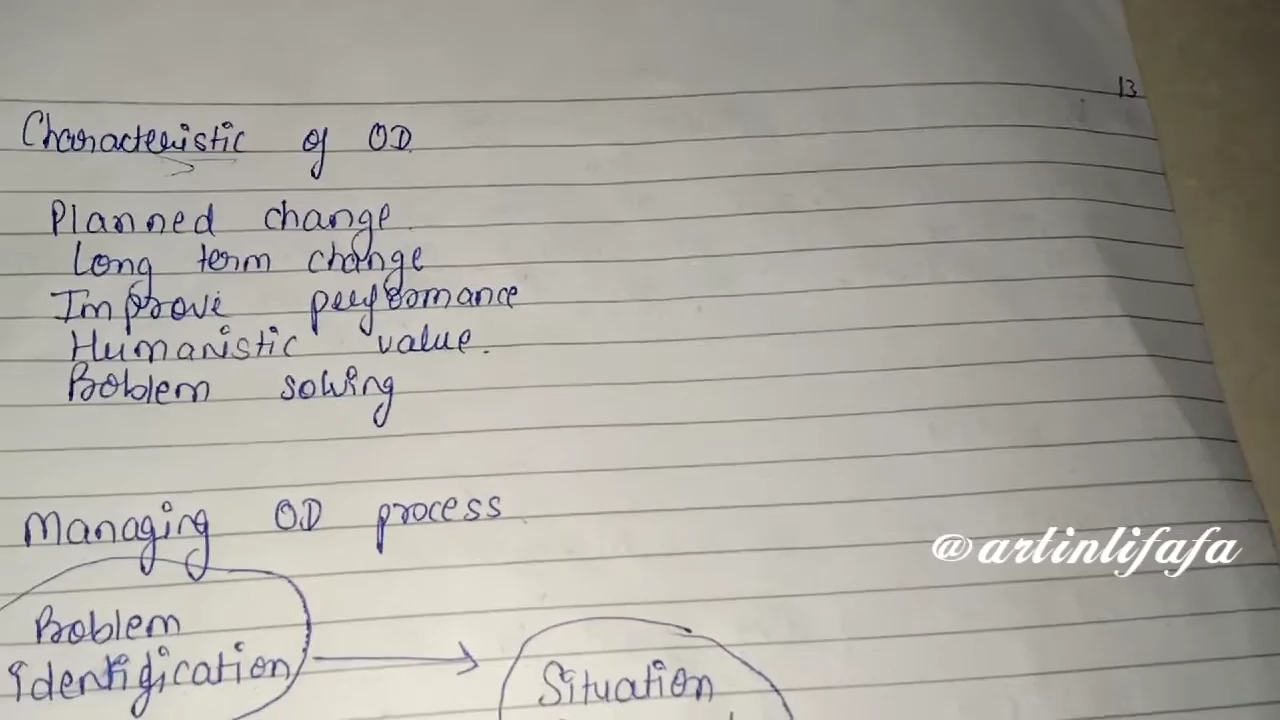 13
Characteristic of OD
Planned change
Long term change
Improve performance
Humanistic value.
Problem solving
Managing OD process
@artinlifafa
Problem
identification
Situation